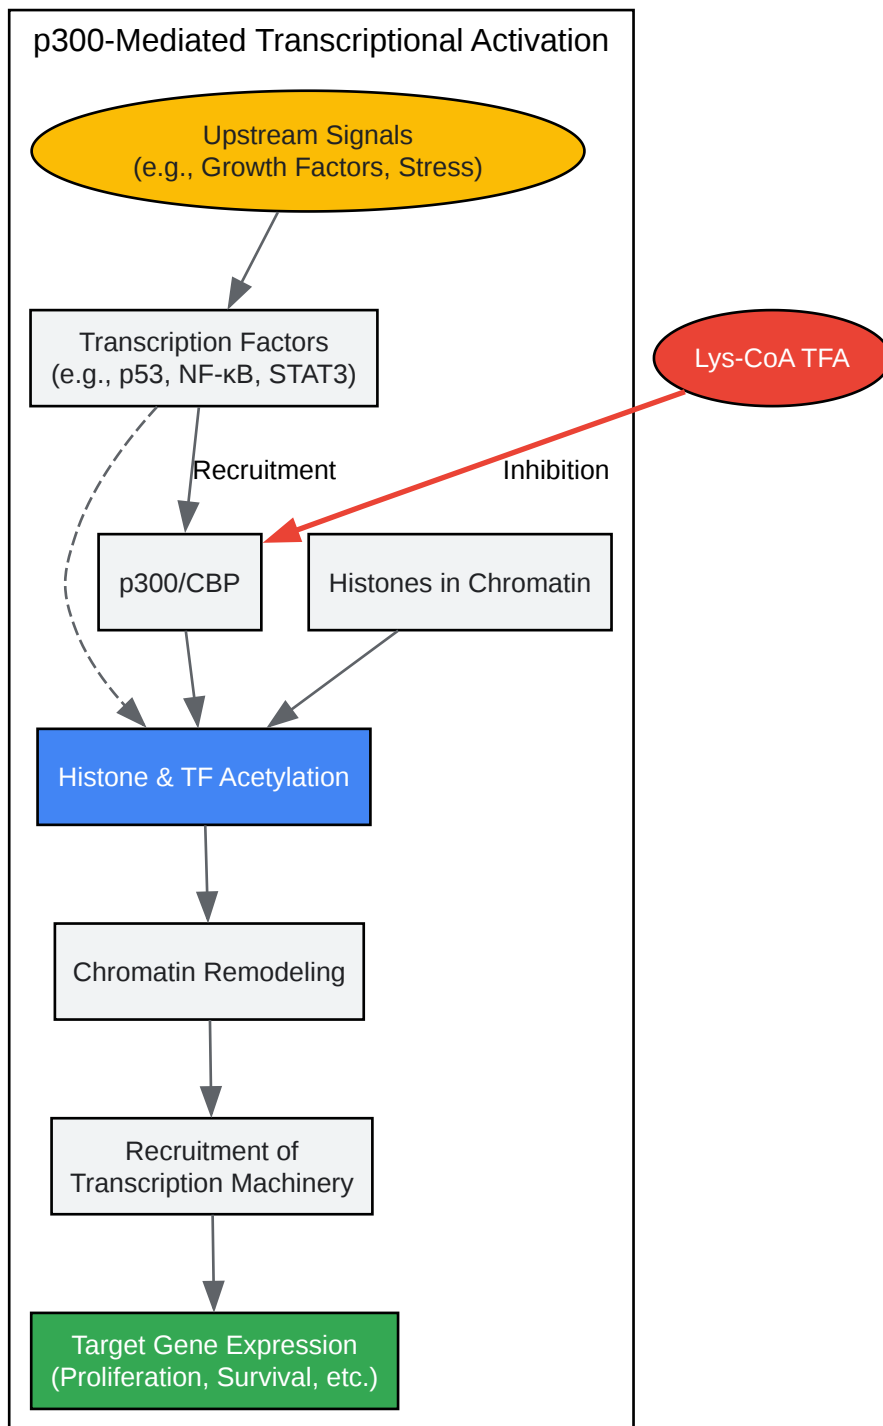 p300-Mediated Transcriptional Activation
Upstream Signals
(e.g., Growth Factors, Stress)
Transcription Factors
(e.g., p53, NF-κB, STAT3)
Lys-CoA TFA
Recruitment
Inhibition
p300/CBP
Histones in Chromatin
Histone & TF Acetylation
Chromatin Remodeling
Recruitment of
Transcription Machinery
Target Gene Expression
(Proliferation, Survival, etc.)